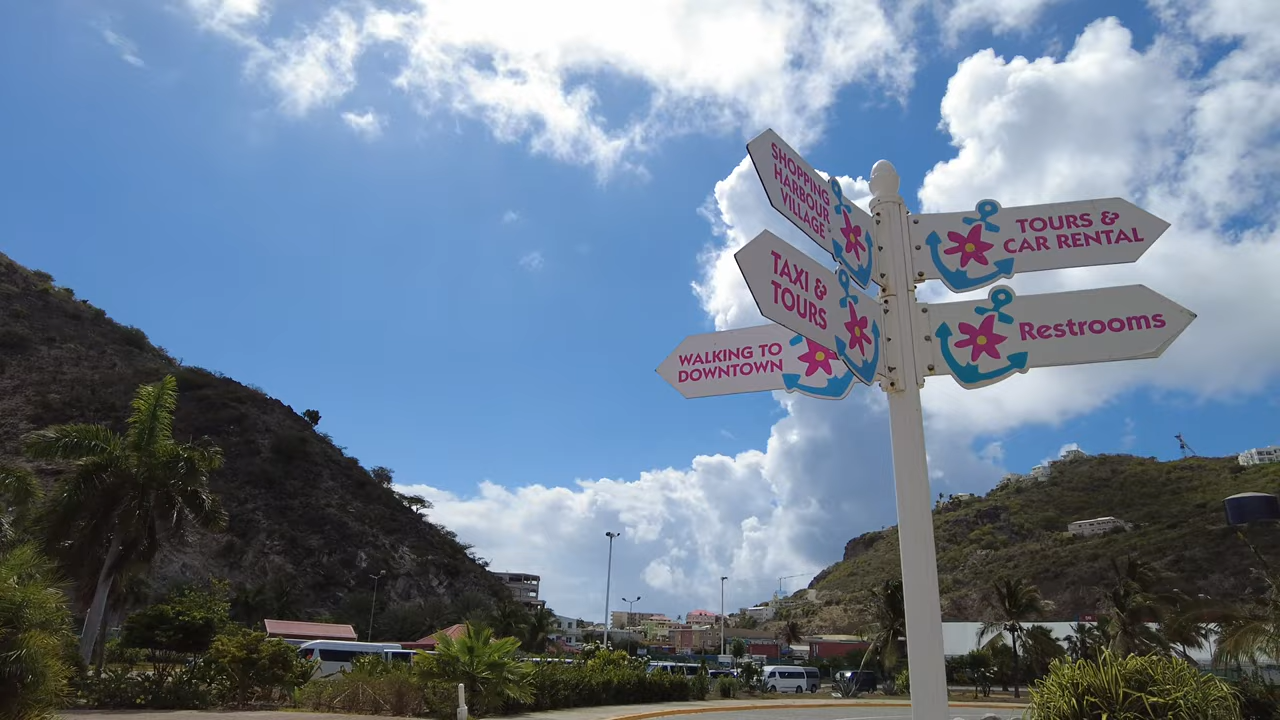 SHOPPING
HARBOUR
VILLAGE
TOURS &
CAR RENTAL
TAXI &
TOURS
Restrooms
WALKING TO
DOWNTOWN